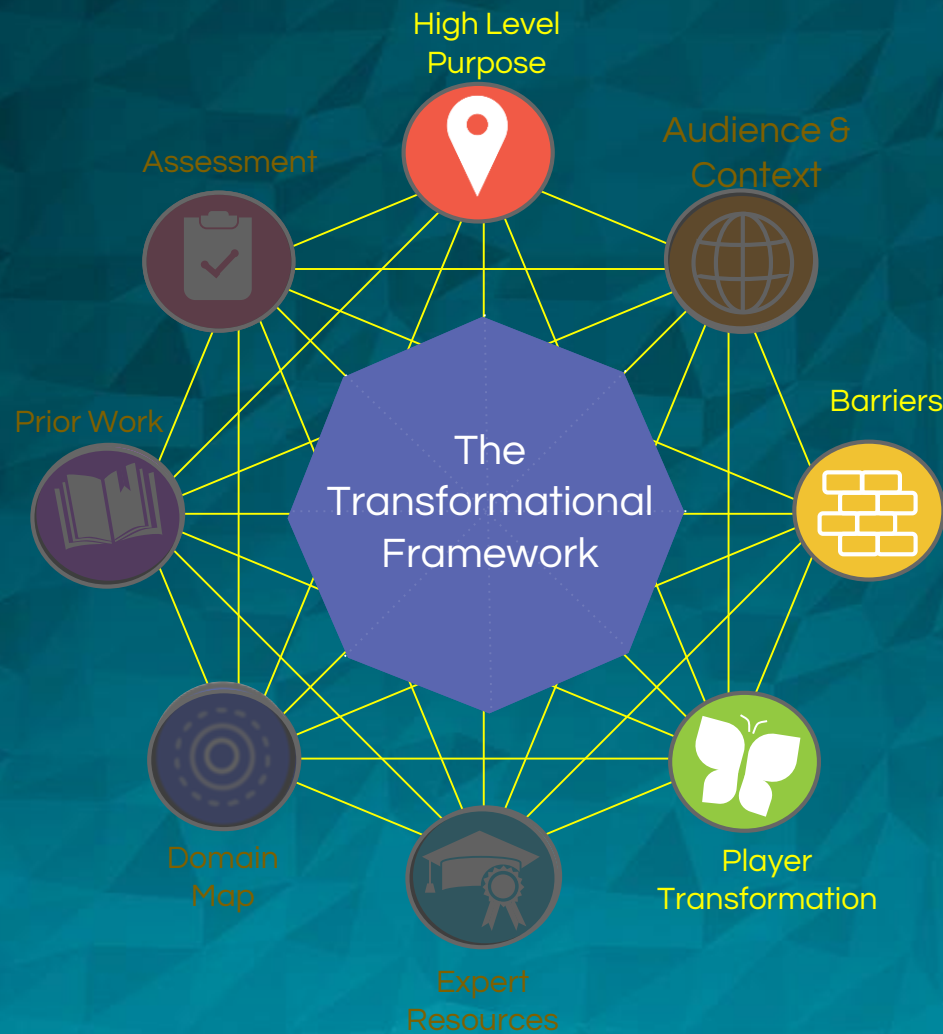 High Level
Purpose
Audience &
Context
Assessment
Barriers
Prior Work
The
Transformational
Framework
Domain
Map
Player
Transformation
Expert
Resources